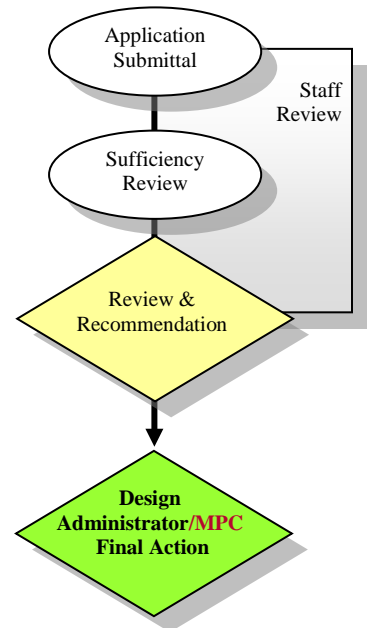 Application
Submittal
Staff
Review
Sufficiency
Review
Review &
Recommendation
Design
Administrator/MPC
Final Action